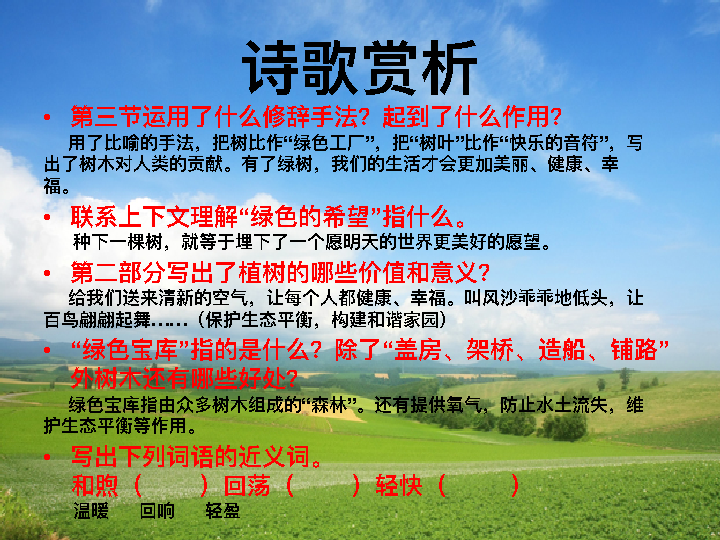 诗歌赏析
• 第三节运用了什么修辞手法？起到了什么作用？
用了比喻的手法，把树比作“绿色工厂”，把“树叶”比作“快乐的音符”，写
出了树木对人类的贡献。有了绿树，我们的生活才会更加美丽、健康、幸
福。
• 联系上下文理解“绿色的希望”指什么。
种下一棵树，就等于埋下了一个愿明天的世界更美好的愿望。
• 第二部分写出了植树的哪些价值和意义？
给我们送来清新的空气，让每个人都健康、幸福。叫风沙乖乖地低头，让
百鸟翩翩起舞……（保护生态平衡，构建和谐家园）
• “绿色宝库”指的是什么？除了“盖房、架桥、造船、铺路”
外树木还有哪些好处？
绿色宝库指由众多树木组成的“森林”。还有提供氧气，防止水土流失，维
护生态平衡等作用。
• 写出下列词语的近义词。
和煦（ ）回荡（ ）轻快（ ）
温暖 回响 轻盈